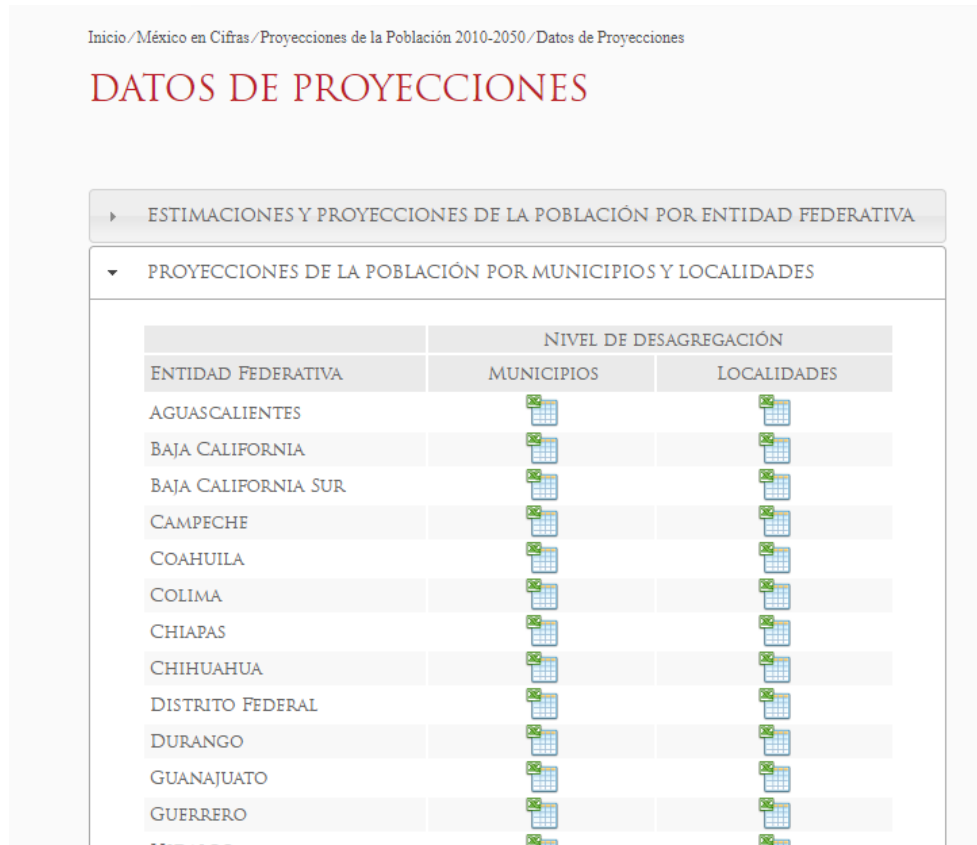 Inicio/México en Cifras/Proyecciones de la Población 2010-2050/Datos de Proyecciones
DATOS DE PROYECCIONES
ESTIMACIONES Y PROYECCIONES DE LA POBLACIÓN POR ENTIDAD FEDERATIVA
PROYECCIONES DE LA POBLACIÓN POR MUNICIPIOS Y LOCALIDADES
NIVEL DE DESAGREGACIÓN
ENTIDAD FEDERATIVA MUNICIPIOS LOCALIDADES
AGUASCALIENTES
BAJA CALIFORNIA
BAJA CALIFORNIA SUR
CAMPECHE
COAHUILA
COLIMA
CHIAPAS
CHIHUAHUA
DISTRITO FEDERAL
DURANGO
GUANAJUATO
GUERRERO